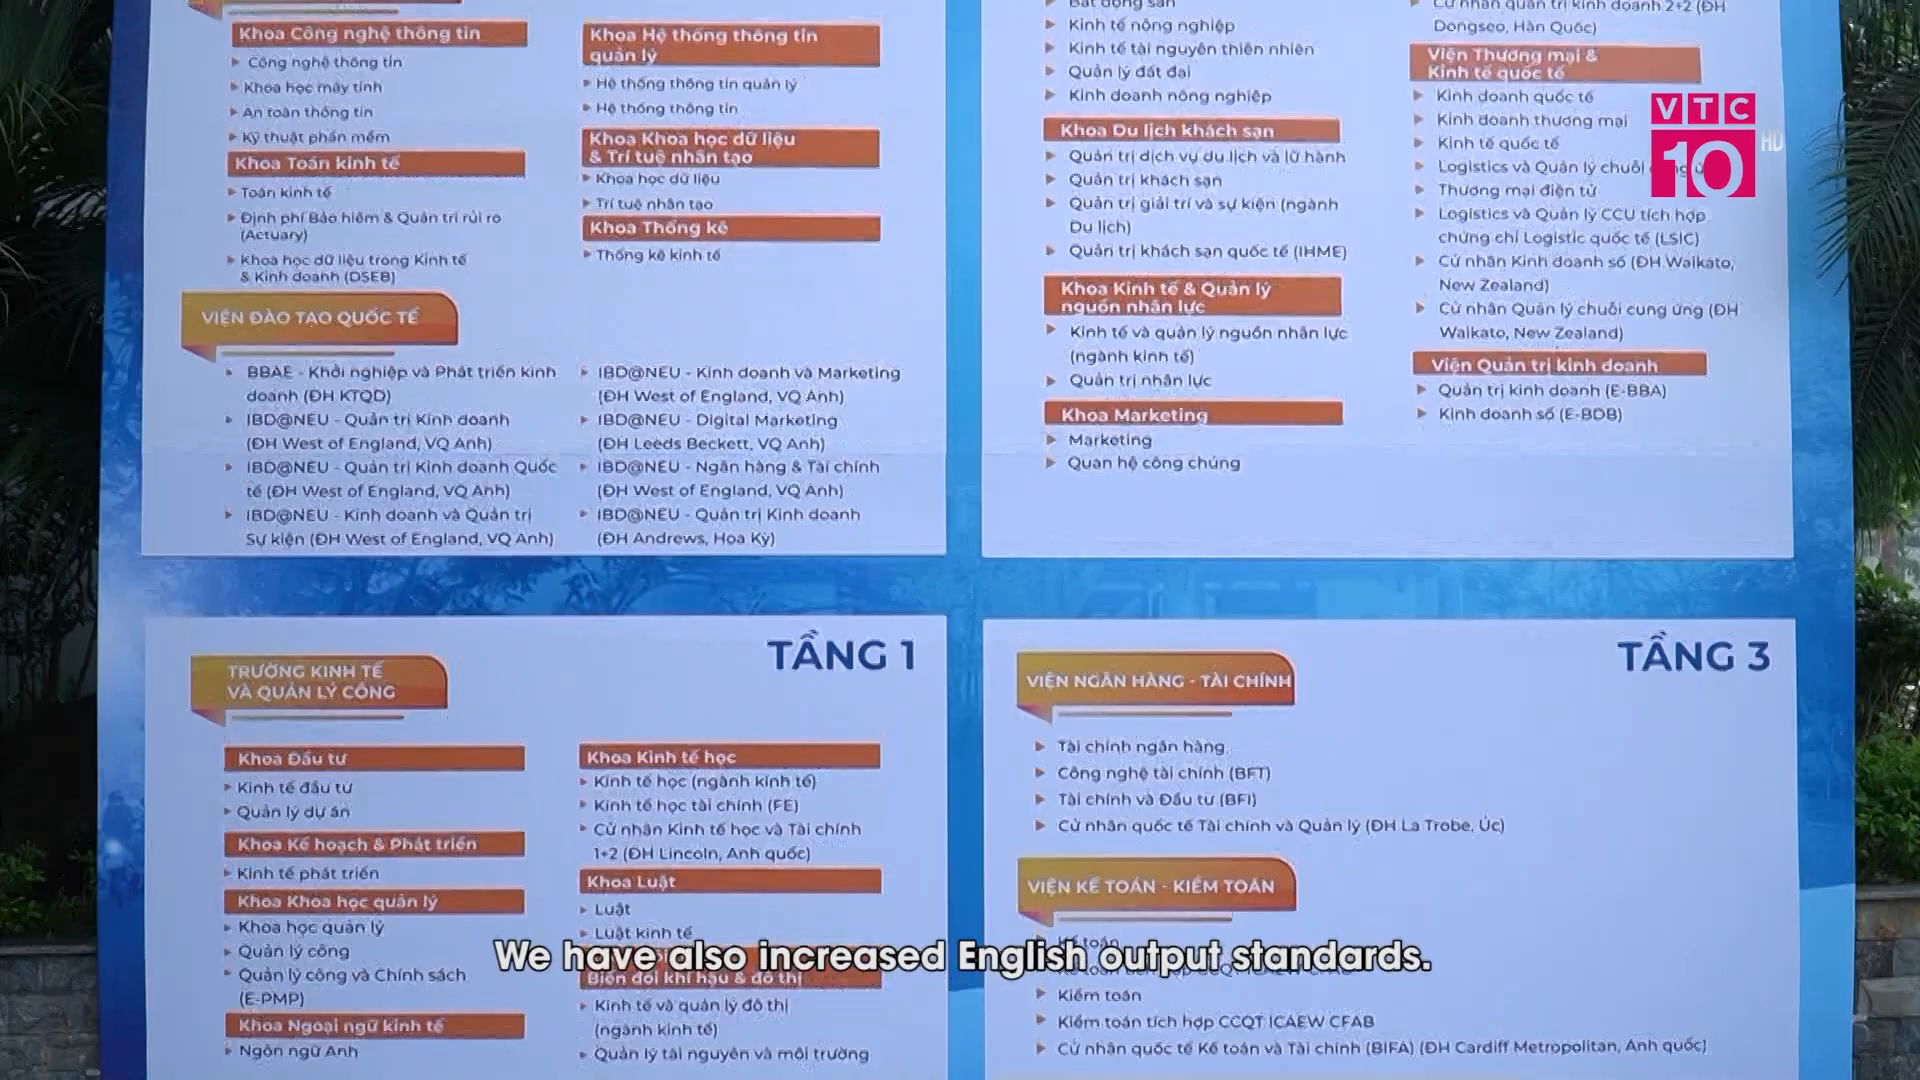 Khoa Công nghệ thông tin
Công nghệ thông tin
Khoa học máy tính
An toàn thông tin
Kỹ thuật phần mềm
Khoa Toán kinh tế
Toán kinh tế
Định phí Bảo hiểm & Quản trị rủi ro
(Actuary)
Khoa học dữ liệu trong Kinh tế
& Kinh doanh (DSEB)
Khoa Hệ thống thông tin
quản lý
Hệ thống thông tin quản lý
Hệ thống thông tin
Khoa Khoa học dữ liệu
& Trí tuệ nhân tạo
Khoa học dữ liệu
Trí tuệ nhân tạo
Khoa Thống kê
Thống kê kinh tế
VIỆN ĐÀO TẠO QUỐC TẾ
BBAE - Khởi nghiệp và Phát triển kinh
doanh (ĐH KTQD)
IBD@NEU - Quản trị Kinh doanh
(ĐH West of England, VQ Anh)
IBD@NEU - Quản trị Kinh doanh Quốc
tế (ĐH West of England, VQ Anh)
IBD@NEU - Kinh doanh và Quản trị
Sự kiện (ĐH West of England, VQ Anh)
IBD@NEU - Kinh doanh và Marketing
(ĐH West of England, VQ Anh)
IBD@NEU - Digital Marketing
(ĐH Leeds Beckett, VQ Anh)
IBD@NEU - Ngân hàng & Tài chính
(ĐH West of England, VQ Anh)
IBD@NEU - Quản trị Kinh doanh
(ĐH Andrews, Hoa Kỳ)
Bất động sản
Kinh tế nông nghiệp
Kinh tế tài nguyên thiên nhiên
Quản lý đất đai
Kinh doanh nông nghiệp
Khoa Du lịch khách sạn
Quản trị dịch vụ du lịch và lữ hành
Quản trị khách sạn
Quản trị giải trí và sự kiện (ngành
Du lịch)
Quản trị khách sạn quốc tế (IHME)
Khoa Kinh tế & Quản lý
nguồn nhân lực
Kinh tế và quản lý nguồn nhân lực
(ngành kinh tế)
Quản trị nhân lực
Khoa Marketing
Marketing
Quan hệ công chúng
Cử nhân quản trị kinh doanh 2+2 (ĐH
Dongseo, Hàn Quốc)
Viện Thương mại &
Kinh tế quốc tế
Kinh doanh quốc tế
Kinh doanh thương mại
Kinh tế quốc tế
Logistics và Quản lý chuỗi
Thương mại điện tử
Logistics và Quản lý CCU tích hợp
chứng chỉ Logistic quốc tế (LSIC)
Cử nhân Kinh doanh số (ĐH Waikato,
New Zealand)
Cử nhân Quản lý chuỗi cung ứng (ĐH
Waikato, New Zealand)
Viện Quản trị kinh doanh
Quản trị kinh doanh (E-BBA)
Kinh doanh số (E-BDB)
VTC
10
HD
TẦNG 1
TRƯỜNG KINH TẾ
VÀ QUẢN LÝ CÔNG
Khoa Đầu tư
Kinh tế đầu tư
Quản lý dự án
Khoa Kế hoạch & Phát triển
Kinh tế phát triển
Khoa Khoa học quản lý
Khoa học quản lý
Quản lý công
Quản lý công và Chính sách
(E-PMP)
Khoa Ngoại ngữ kinh tế
Ngôn ngữ Anh
Khoa Kinh tế học
Kinh tế học (ngành kinh tế)
Kinh tế học tài chính (FE)
Cử nhân Kinh tế học và Tài chính
1+2 (ĐH Lincoln, Anh quốc)
Khoa Luật
Luật
Luật kinh tế
Biến đổi khí hậu & đô thị
Kinh tế và quản lý đô thị
(ngành kinh tế)
Quản lý tài nguyên và môi trường
TẦNG 3
VIỆN NGÂN HÀNG - TÀI CHÍNH
Tài chính ngân hàng
Công nghệ tài chính (BFT)
Tài chính và Đầu tư (BFI)
Cử nhân quốc tế Tài chính và Quản lý (ĐH La Trobe, Úc)
VIỆN KẾ TOÁN - KIỂM TOÁN
Kế toán
Kiểm toán
Kiểm toán tích hợp CCQT ICAEW CFAB
Cử nhân quốc tế Kế toán và Tài chính (BIFA) (ĐH Cardiff Metropolitan, Anh quốc)
We have also increased English output standards.